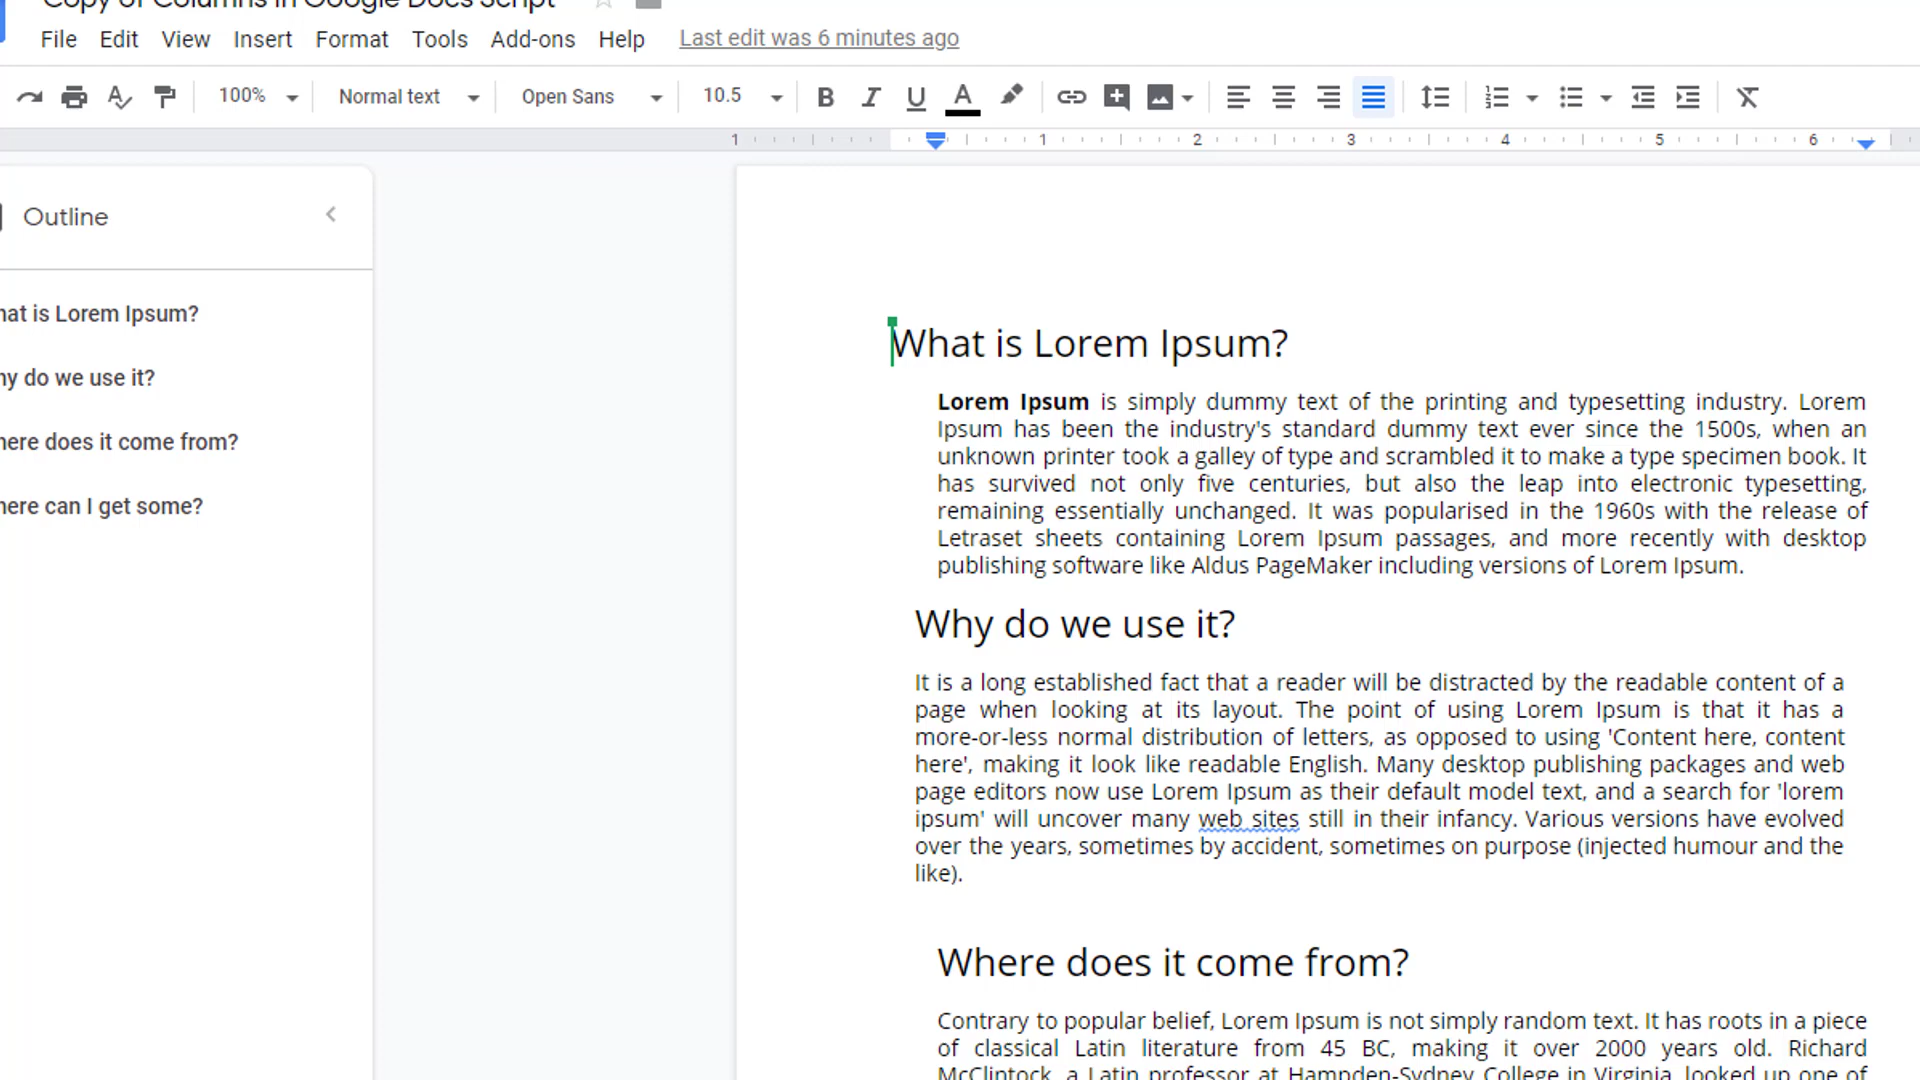 Copy of Columns in Google Docs Script
File Edit View Insert Format Tools Add-ons Help Last edit was 6 minutes ago
100% Normal text Open Sans 10.5 B I U A
1 1 2 3 4 5 6
Outline
hat is Lorem Ipsum?
hy do we use it?
here does it come from?
here can I get some?
What is Lorem Ipsum?
Lorem Ipsum is simply dummy text of the printing and typesetting industry. Lorem
Ipsum has been the industry's standard dummy text ever since the 1500s, when an
unknown printer took a galley of type and scrambled it to make a type specimen book. It
has survived not only five centuries, but also the leap into electronic typesetting,
remaining essentially unchanged. It was popularised in the 1960s with the release of
Letraset sheets containing Lorem Ipsum passages, and more recently with desktop
publishing software like Aldus PageMaker including versions of Lorem Ipsum.
Why do we use it?
It is a long established fact that a reader will be distracted by the readable content of a
page when looking at its layout. The point of using Lorem Ipsum is that it has a
more-or-less normal distribution of letters, as opposed to using 'Content here, content
here', making it look like readable English. Many desktop publishing packages and web
page editors now use Lorem Ipsum as their default model text, and a search for 'lorem
ipsum' will uncover many web sites still in their infancy. Various versions have evolved
over the years, sometimes by accident, sometimes on purpose (injected humour and the
like).
Where does it come from?
Contrary to popular belief, Lorem Ipsum is not simply random text. It has roots in a piece
of classical Latin literature from 45 BC, making it over 2000 years old. Richard
McClintock, a Latin professor at Hampden-Sydney College in Virginia, looked up one of